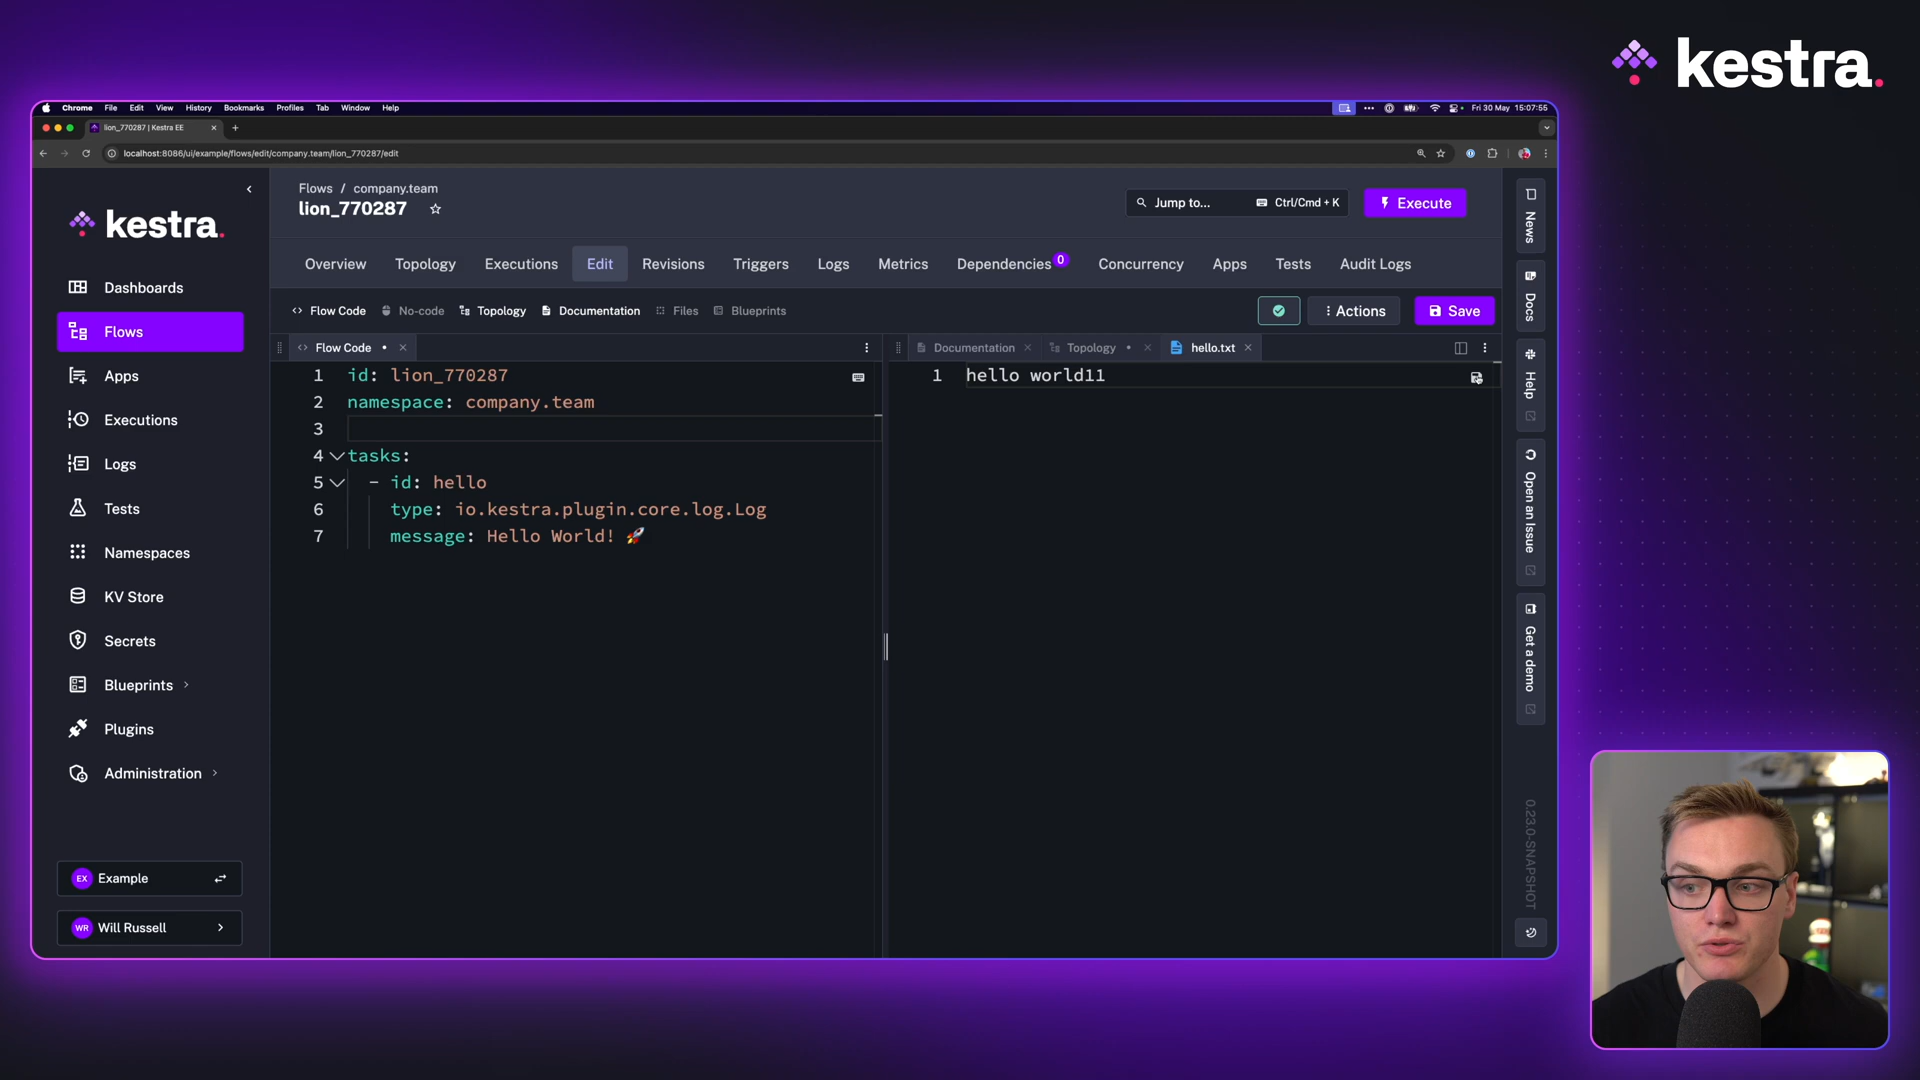 kestra.
Chrome File Edit View History Bookmarks Profiles Tab Window Help
Fri 30 May 15:07:55
lion_770287 | Kestra EE
localhost:8086/ui/example/flows/edit/company.team/lion_770287/edit
kestra.
Dashboards
Flows
Apps
Executions
Logs
Tests
Namespaces
KV Store
Secrets
Blueprints
Plugins
Administration
EX Example
WR Will Russell
Flows / company.team
lion_770287
Jump to... Ctrl/Cmd + K
Execute
Overview Topology Executions Edit Revisions Triggers Logs Metrics Dependencies 0 Concurrency Apps Tests Audit Logs
Flow Code No-code Topology Documentation Files Blueprints
Actions Save
Flow Code
1 id: lion_770287
2 namespace: company.team
3
4 tasks:
5 - id: hello
6 type: io.kestra.plugin.core.log.Log
7 message: Hello World! 🚀
Documentation Topology hello.txt
1 hello world11
News
Docs
Help
Open an Issue
Get a demo
0.23.0-SNAPSHOT